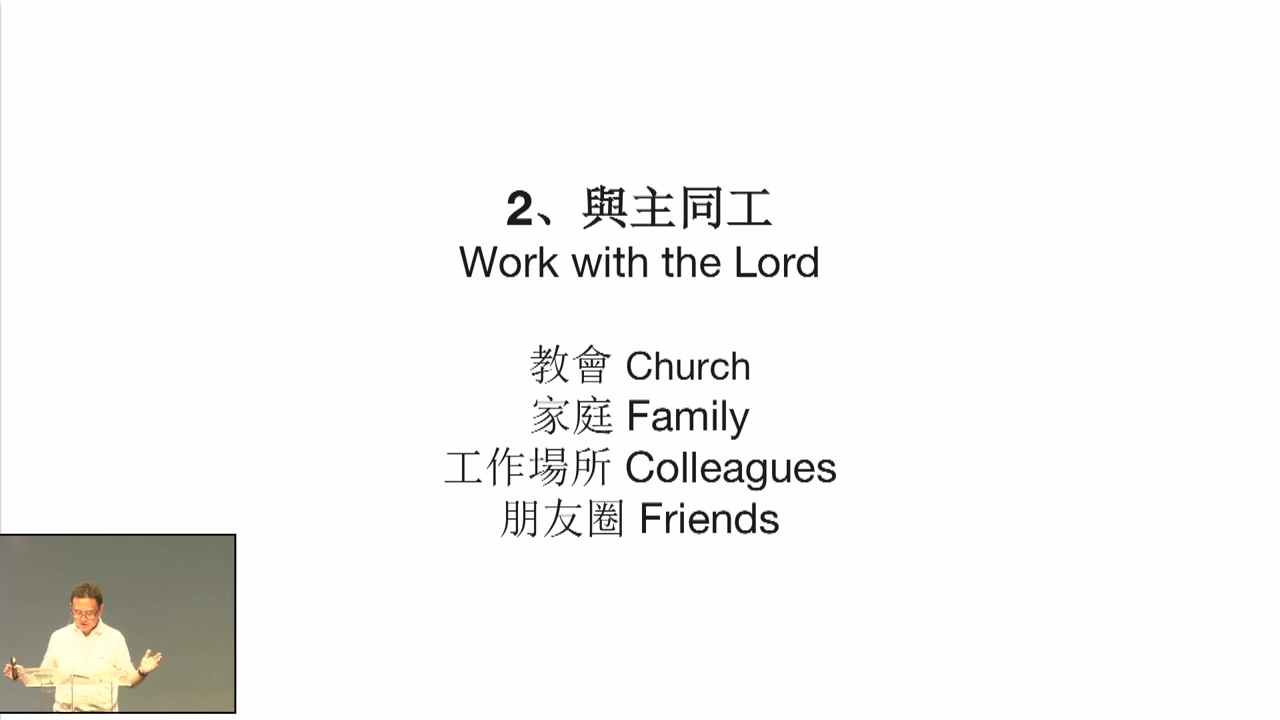 2、與主同工
Work with the Lord
教會 Church
家庭 Family
工作場所 Colleagues
朋友圈 Friends